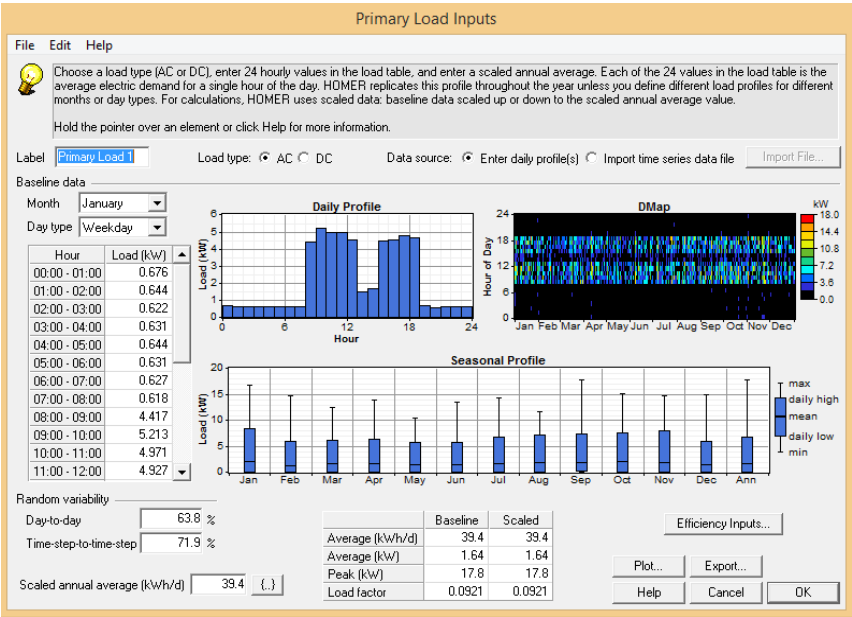 Primary Load Inputs
File Edit Help
Choose a load type (AC or DC), enter 24 hourly values in the load table, and enter a scaled annual average. Each of the 24 values in the load table is the
average electric demand for a single hour of the day. HOMER replicates this profile throughout the year unless you define different load profiles for different
months or day types. For calculations, HOMER uses scaled data: baseline data scaled up or down to the scaled annual average value.
Hold the pointer over an element or click Help for more information.
Label Primary Load 1 Load type: AC DC Data source: Enter daily profile(s) Import time series data file Import File...
Baseline data
Month January
Day type Weekday
Hour Load (kW)
00:00 - 01:00 0.676
01:00 - 02:00 0.644
02:00 - 03:00 0.622
03:00 - 04:00 0.631
04:00 - 05:00 0.644
05:00 - 06:00 0.631
06:00 - 07:00 0.627
07:00 - 08:00 0.618
08:00 - 09:00 4.417
09:00 - 10:00 5.213
10:00 - 11:00 4.971
11:00 - 12:00 4.927
Daily Profile
Load (kW)
6
5
4
3
2
1
0
0 6 12 18 24
Hour
DMap
Hour of Day
24
18
12
6
0
Jan Feb Mar Apr May Jun Jul Aug Sep Oct Nov Dec
kW
18.0
14.4
10.8
7.2
3.6
0.0
Seasonal Profile
Load (kW)
20
15
10
5
0
Jan Feb Mar Apr May Jun Jul Aug Sep Oct Nov Dec Ann
max
daily high
mean
daily low
min
Random variability
Day-to-day 63.8 %
Time-step-to-time-step 71.9 %
Scaled annual average (kWh/d) 39.4 {..}
Baseline Scaled
Average (kWh/d) 39.4 39.4
Average (kW) 1.64 1.64
Peak (kW) 17.8 17.8
Load factor 0.0921 0.0921
Efficiency Inputs...
Plot... Export...
Help Cancel OK